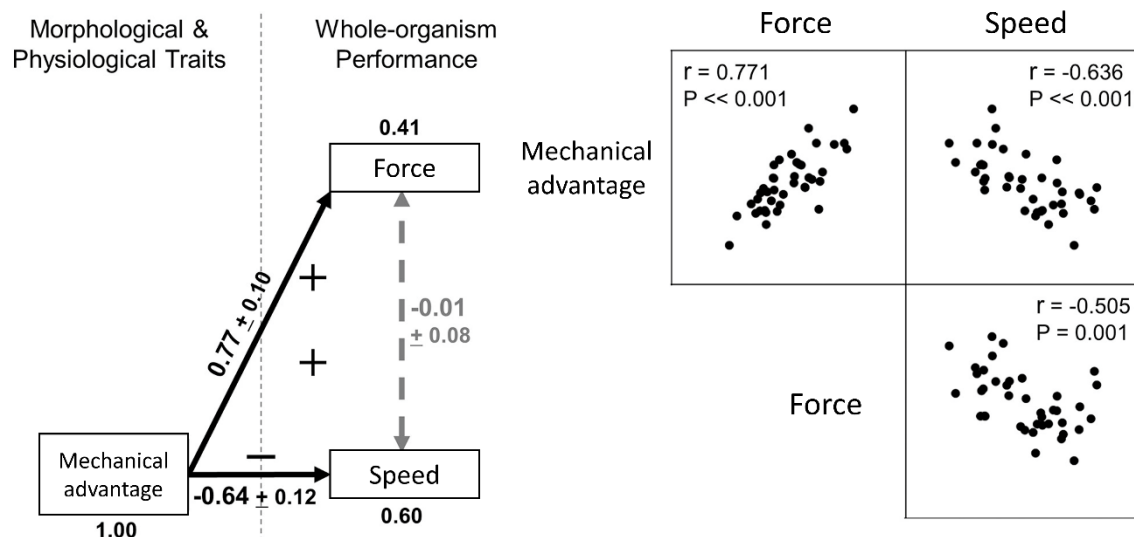 Morphological &
Physiological Traits
Whole-organism
Performance
0.41
Force
0.77 ± 0.10
+
+
-0.01
± 0.08
Mechanical
advantage
1.00
−
-0.64 ± 0.12
Speed
0.60
Force
Speed
Mechanical
advantage
r = 0.771
P << 0.001
r = -0.636
P << 0.001
Force
r = -0.505
P = 0.001